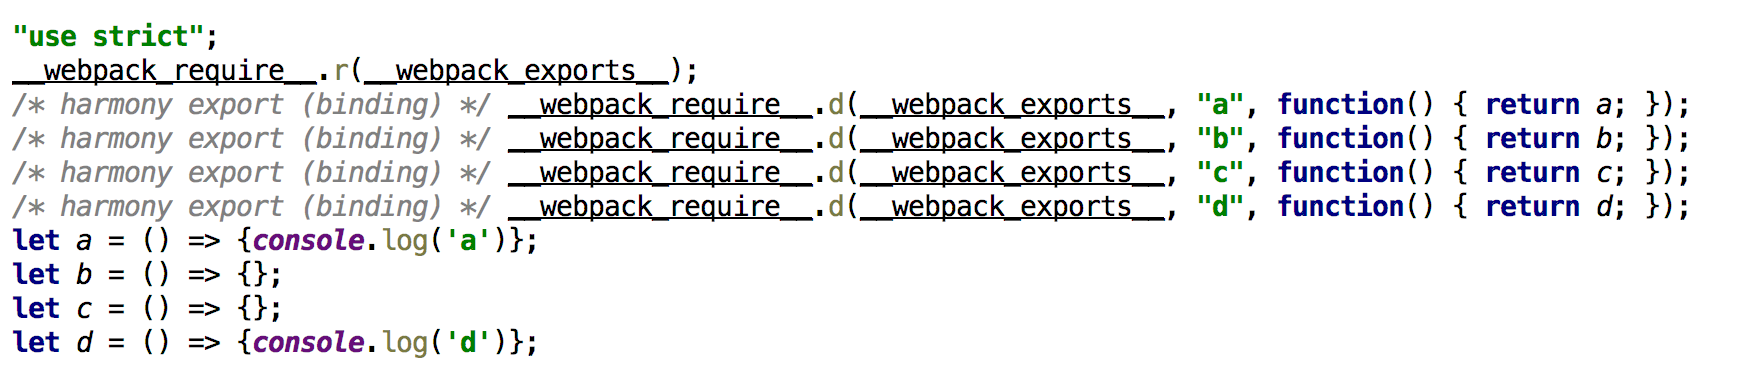 "use strict";
__webpack_require__.r(__webpack_exports__);
/* harmony export (binding) */ __webpack_require__.d(__webpack_exports__, "a", function() { return a; });
/* harmony export (binding) */ __webpack_require__.d(__webpack_exports__, "b", function() { return b; });
/* harmony export (binding) */ __webpack_require__.d(__webpack_exports__, "c", function() { return c; });
/* harmony export (binding) */ __webpack_require__.d(__webpack_exports__, "d", function() { return d; });
let a = () => {console.log('a')};
let b = () => {};
let c = () => {};
let d = () => {console.log('d')};